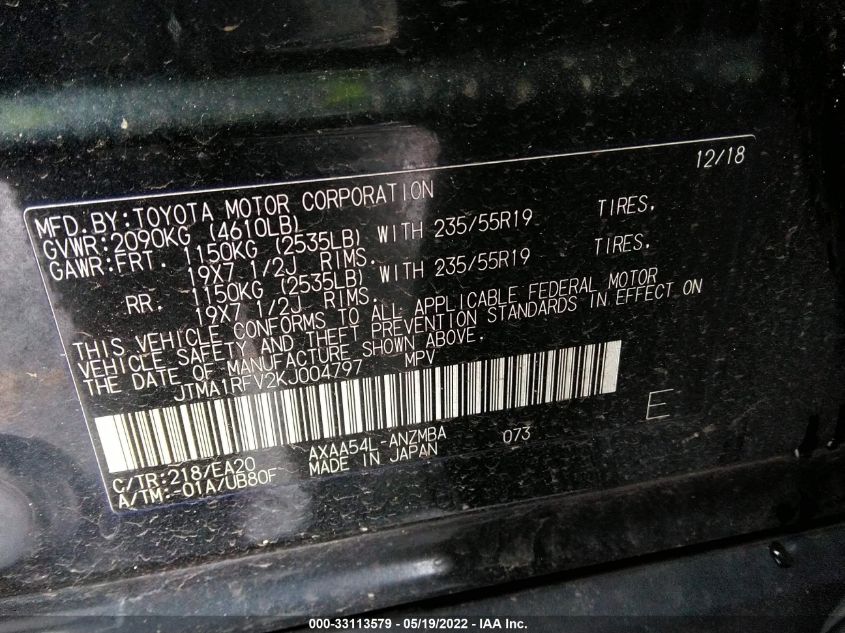 12/18
MFD.BY:TOYOTA MOTOR CORPORATION
GVWR:2090KG (4610LB)
GAWR:FRT. 1150KG (2535LB) WITH 235/55R19 TIRES,
19X7 1/2J RIMS.
RR. 1150KG (2535LB) WITH 235/55R19 TIRES,
19X7 1/2J RIMS.
THIS VEHICLE CONFORMS TO ALL APPLICABLE FEDERAL MOTOR
VEHICLE SAFETY AND THEFT PREVENTION STANDARDS IN EFFECT ON
THE DATE OF MANUFACTURE SHOWN ABOVE.
JTMA1RFV2KJ004797 MPV
E
C/TR:218/EA20 AXAA54L-ANZMBA 073
A/TM:-01A/UB80F MADE IN JAPAN
000-33113579 - 05/19/2022 - IAA Inc.